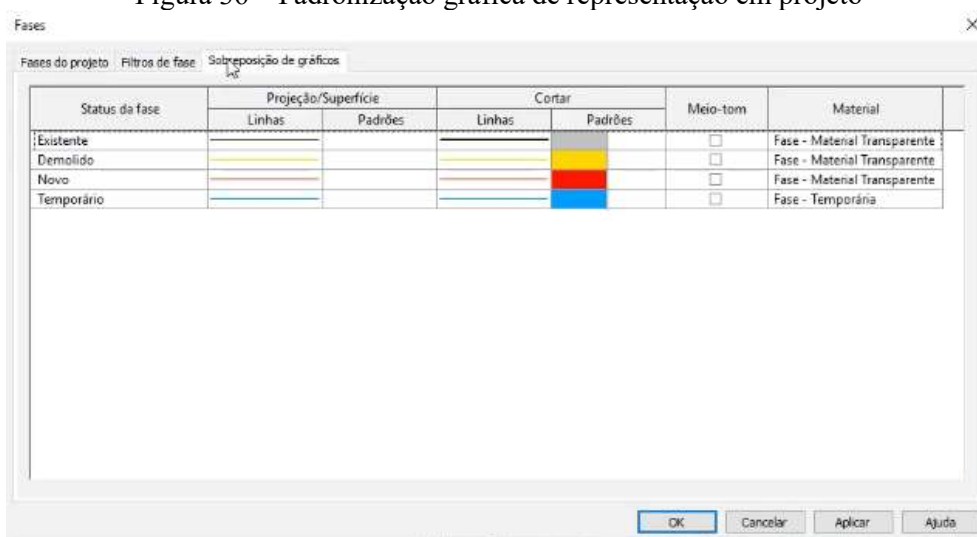 Figura 30 – Padronização gráfica de representação em projeto
Fases
Fases do projeto Filtros de fase Sobreposição de gráficos
Status da fase Projeção/Superfície Cortar Meio-tom Material
Linhas Padrões Linhas Padrões
Existente Fase - Material Transparente
Demolido Fase - Material Transparente
Novo Fase - Material Transparente
Temporário Fase - Temporária
OK Cancelar Aplicar Ajuda